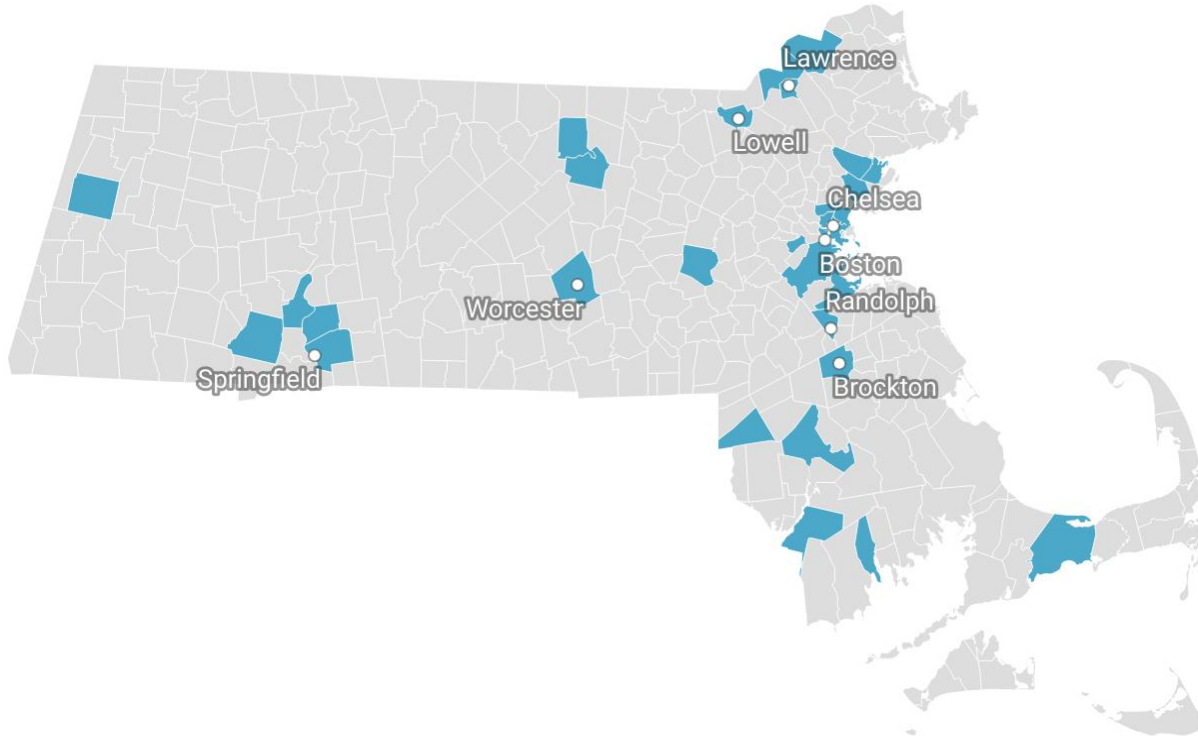 Lawrence
Lowell
Chelsea
Boston
Worcester
Randolph
Springfield
Brockton